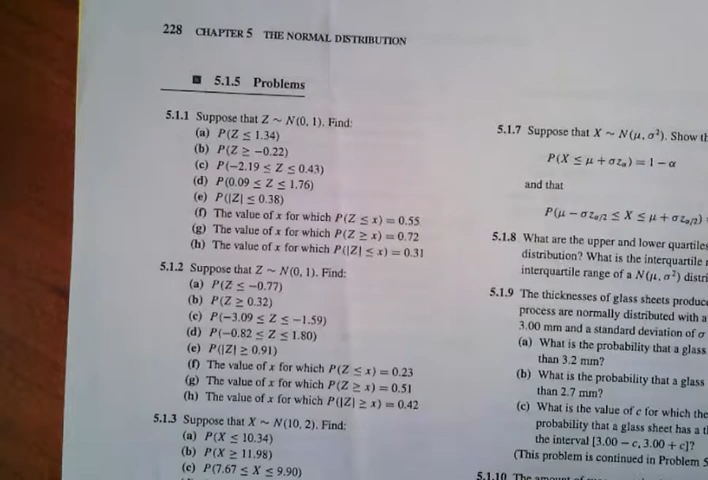 228 CHAPTER 5 THE NORMAL DISTRIBUTION
5.1.5 Problems
5.1.1 Suppose that Z ∼ N(0, 1). Find:
(a) P(Z ≤ 1.34)
(b) P(Z ≥ −0.22)
(c) P(−2.19 ≤ Z ≤ 0.43)
(d) P(0.09 ≤ Z ≤ 1.76)
(e) P(|Z| ≤ 0.38)
(f) The value of x for which P(Z ≤ x) = 0.55
(g) The value of x for which P(Z ≥ x) = 0.72
(h) The value of x for which P(|Z| ≤ x) = 0.31
5.1.2 Suppose that Z ∼ N(0, 1). Find:
(a) P(Z ≤ −0.77)
(b) P(Z ≥ 0.32)
(c) P(−3.09 ≤ Z ≤ −1.59)
(d) P(−0.82 ≤ Z ≤ 1.80)
(e) P(|Z| ≥ 0.91)
(f) The value of x for which P(Z ≤ x) = 0.23
(g) The value of x for which P(Z ≥ x) = 0.51
(h) The value of x for which P(|Z| ≥ x) = 0.42
5.1.3 Suppose that X ∼ N(10, 2). Find:
(a) P(X ≤ 10.34)
(b) P(X ≥ 11.98)
(c) P(7.67 ≤ X ≤ 9.90)
5.1.7 Suppose that X ∼ N(μ, σ²). Show
P(X ≤ μ + σzα) = 1 − α
and that
P(μ − σzα/2 ≤ X ≤ μ + σzα/2)
5.1.8 What are the upper and lower quartiles
distribution? What is the interquartile
interquartile range of a N(μ, σ²)
5.1.9 The thicknesses of glass sheets
process are normally distributed with a
3.00 mm and a standard deviation of σ
(a) What is the probability that a glass
than 3.2 mm?
(b) What is the probability that a glass
than 2.7 mm?
(c) What is the value of c for which the
probability that a glass sheet has a
the interval [3.00 − c, 3.00 + c]?
(This problem is continued in Problem
5.1.10 The amount of